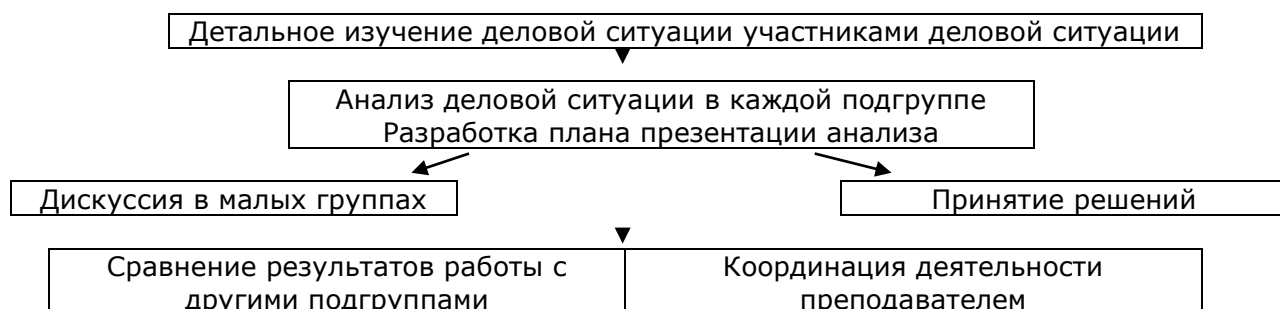 Детальное изучение деловой ситуации участниками деловой ситуации
Анализ деловой ситуации в каждой подгруппе
Разработка плана презентации анализа
Дискуссия в малых группах
Принятие решений
Сравнение результатов работы с
другими подгруппами
Координация деятельности
преподавателем